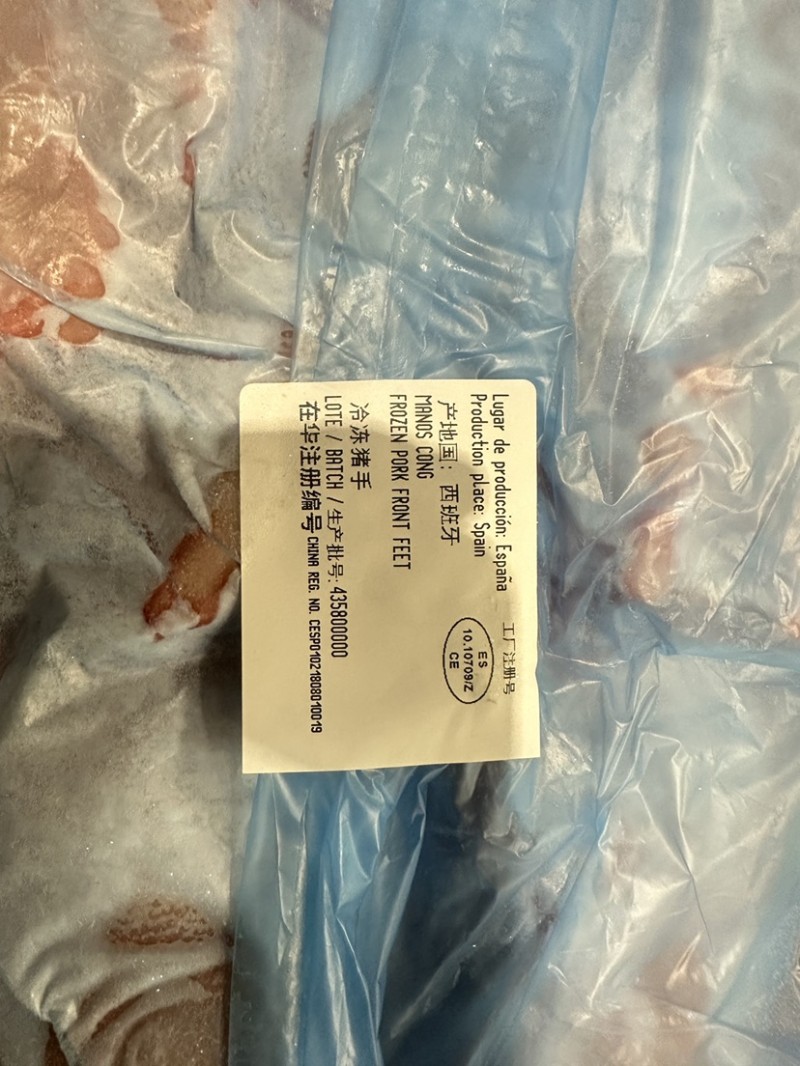 Lugar de producción: España
Production place: Spain
产地国：西班牙
MANOS CONG
FROZEN PORK FRONT FEET
冷冻猪手
LOTE / BATCH / 生产批号: 435800000
在华注册编号 CHINA REG. NO. CESP01021808010019
工厂注册号
ES
10.10709/Z
CE